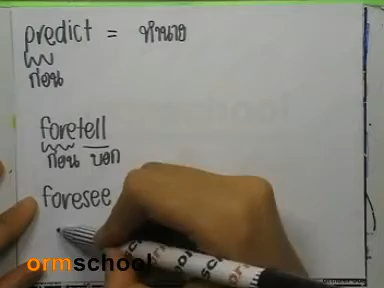 predict = ทำนาย
ก่อน
foretell
ก่อน บอก
foresee
ormschool